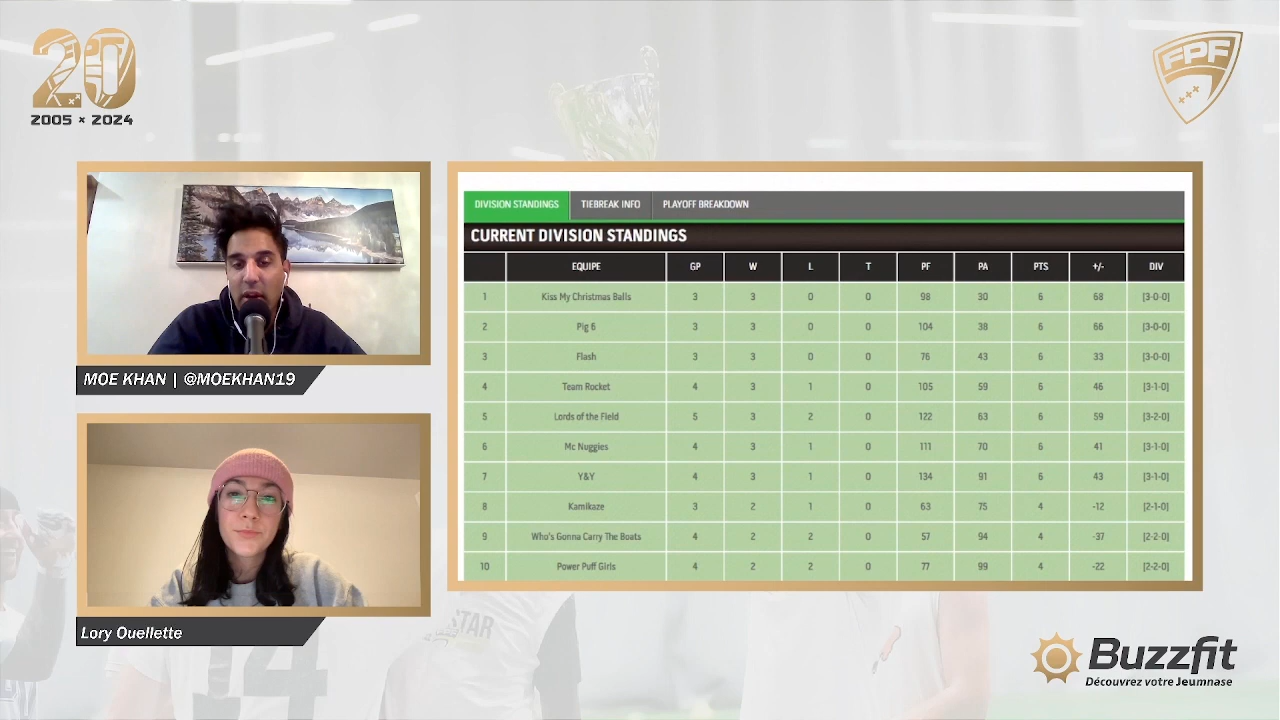 20
2005 × 2024
FPF
MOE KHAN | @MOEKHAN19
Lory Ouellette
DIVISION STANDINGS TIEBREAK INFO PLAYOFF BREAKDOWN
CURRENT DIVISION STANDINGS
EQUIPE GP W L T PF PA PTS +/- DIV
1 Kiss My Christmas Balls 3 3 0 0 98 30 6 68 [3-0-0]
2 Pig 6 3 3 0 0 104 38 6 66 [3-0-0]
3 Flash 3 3 0 0 76 43 6 33 [3-0-0]
4 Team Rocket 4 3 1 0 105 59 6 46 [3-1-0]
5 Lords of the Field 5 3 2 0 122 63 6 59 [3-2-0]
6 Mc Nuggies 4 3 1 0 111 70 6 41 [3-1-0]
7 Y&Y 4 3 1 0 134 91 6 43 [3-1-0]
8 Kamikaze 3 2 1 0 63 75 4 -12 [2-1-0]
9 Who's Gonna Carry The Boats 4 2 2 0 57 94 4 -37 [2-2-0]
10 Power Puff Girls 4 2 2 0 77 99 4 -22 [2-2-0]
STAR
14
Buzzfit
Découvrez votre Jeumnase